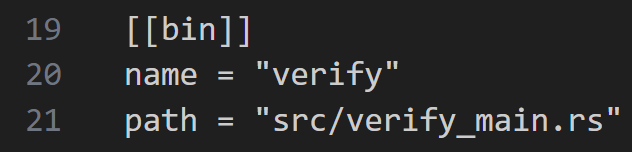 19 [[bin]]
20 name = "verify"
21 path = "src/verify_main.rs"